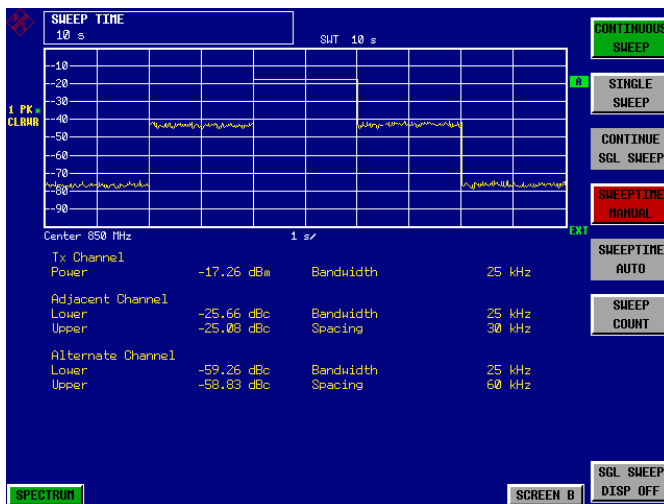 SWEEP TIME
10 s
SWT 10 s
-10
-20
-30
-40
-50
-60
-70
-80
-90
1 PK*
CLRWR
A
EXT
Center 850 MHz 1 s/
Tx Channel
Power -17.26 dBm Bandwidth 25 kHz
Adjacent Channel
Lower -25.66 dBc Bandwidth 25 kHz
Upper -25.08 dBc Spacing 30 kHz
Alternate Channel
Lower -59.26 dBc Bandwidth 25 kHz
Upper -58.83 dBc Spacing 60 kHz
SPECTRUM
SCREEN B
CONTINUOUS
SWEEP
SINGLE
SWEEP
CONTINUE
SGL SWEEP
SWEEPTIME
MANUAL
SWEEPTIME
AUTO
SWEEP
COUNT
SGL SWEEP
DISP OFF